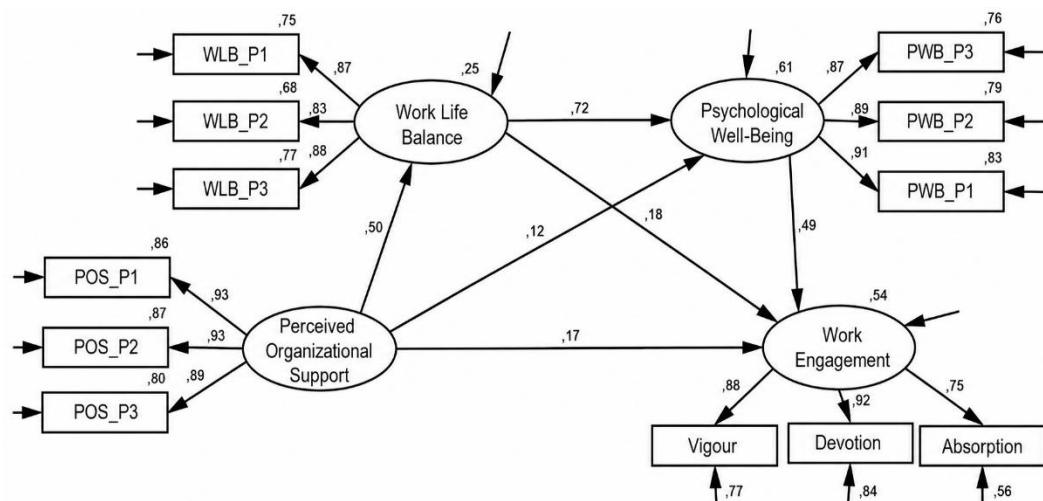 ,75
WLB_P1
,87
,68
WLB_P2
,83
,77
WLB_P3
,88
,25
Work Life
Balance
,72
,61
Psychological
Well-Being
,76
PWB_P3
,87
,79
PWB_P2
,89
,83
PWB_P1
,91
,50
,12
,18
,49
,86
POS_P1
,93
,87
POS_P2
,93
,80
POS_P3
,89
Perceived
Organizational
Support
,17
,54
Work
Engagement
,88
,92
,75
Vigour
Devotion
Absorption
,77
,84
,56